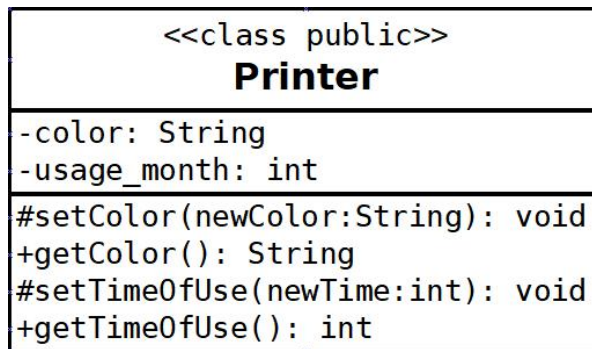 <<class public>>
Printer
-color: String
-usage_month: int
#setColor(newColor:String): void
+getColor(): String
#setTimeOfUse(newTime:int): void
+getTimeOfUse(): int